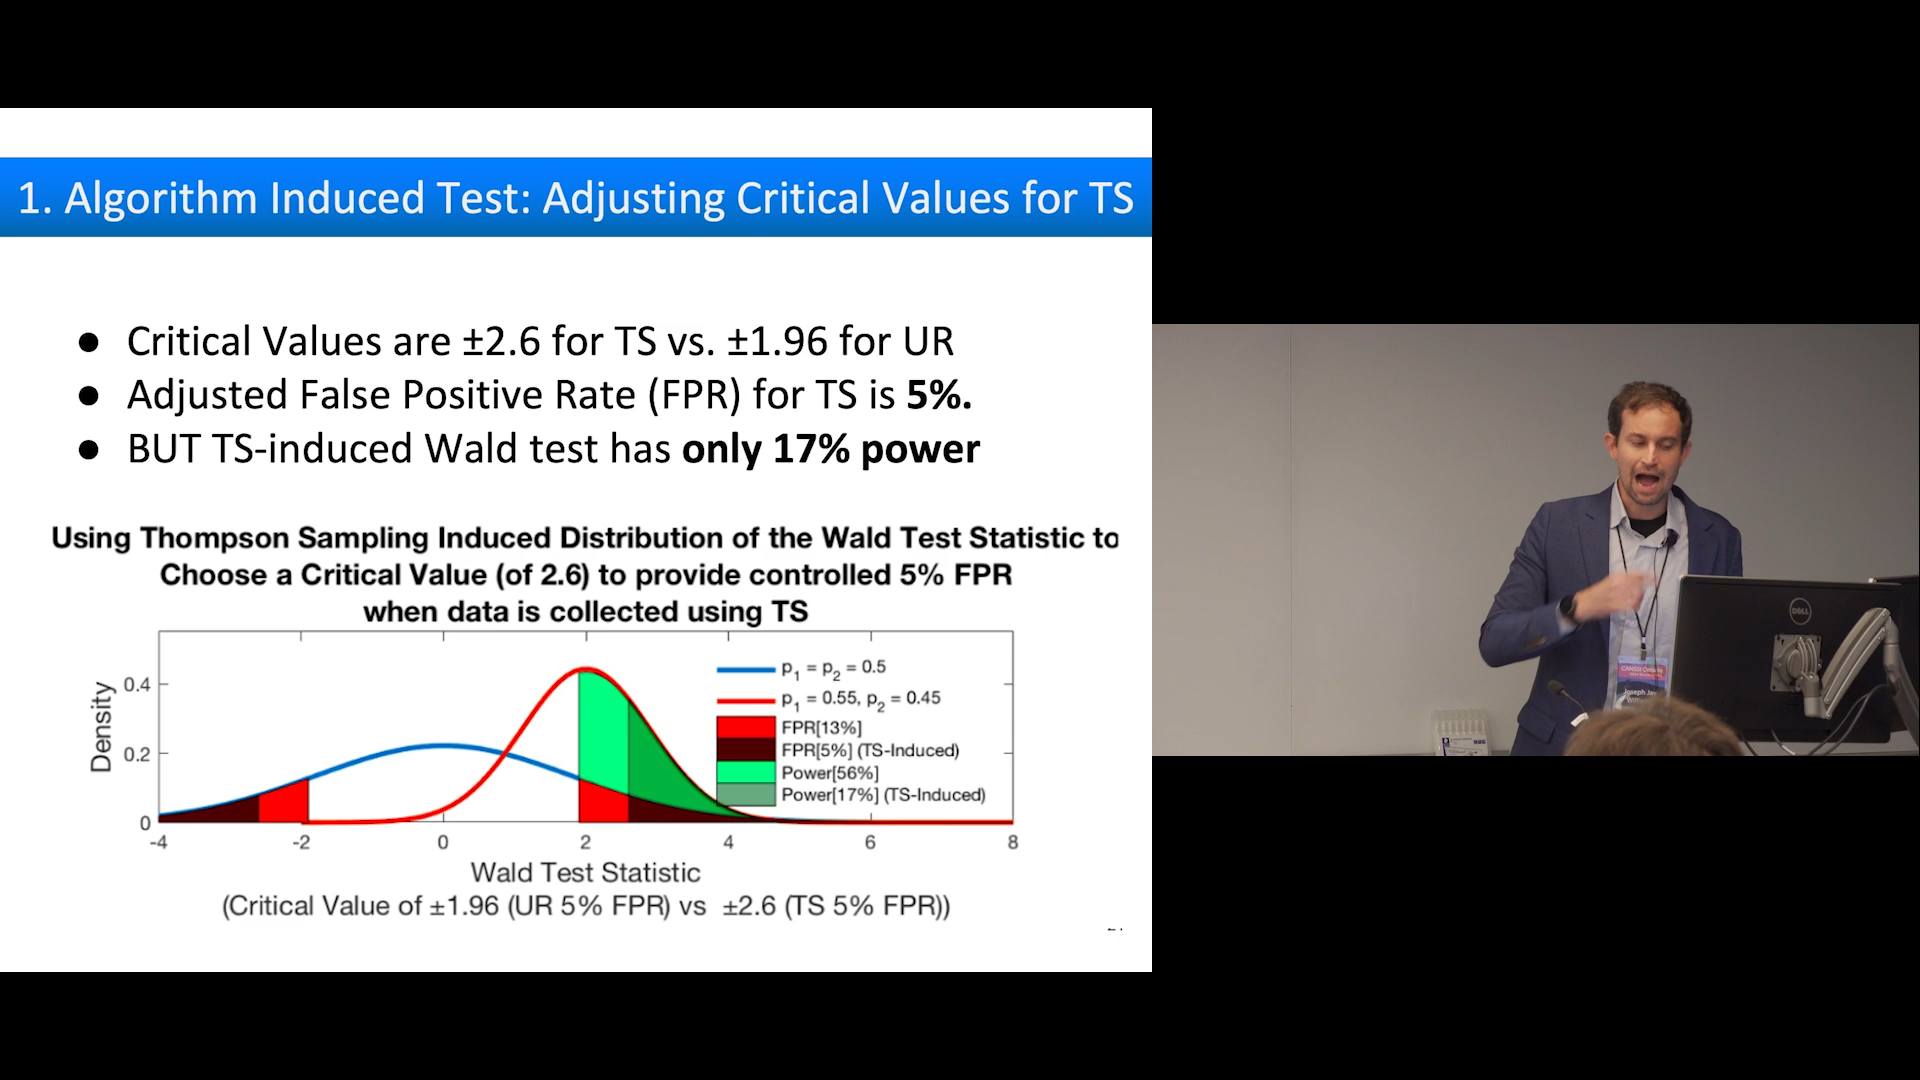 1. Algorithm Induced Test: Adjusting Critical Values for TS
● Critical Values are ±2.6 for TS vs. ±1.96 for UR
● Adjusted False Positive Rate (FPR) for TS is 5%.
● BUT TS-induced Wald test has only 17% power
Using Thompson Sampling Induced Distribution of the Wald Test Statistic to
Choose a Critical Value (of 2.6) to provide controlled 5% FPR
when data is collected using TS
Density
0.4
0.2
0
-4 -2 0 2 4 6 8
p1 = p2 = 0.5
p1 = 0.55, p2 = 0.45
FPR[13%]
FPR[5%] (TS-Induced)
Power[56%]
Power[17%] (TS-Induced)
Wald Test Statistic
(Critical Value of ±1.96 (UR 5% FPR) vs ±2.6 (TS 5% FPR))
DELL
CANSSI Ontario
Joseph Jay